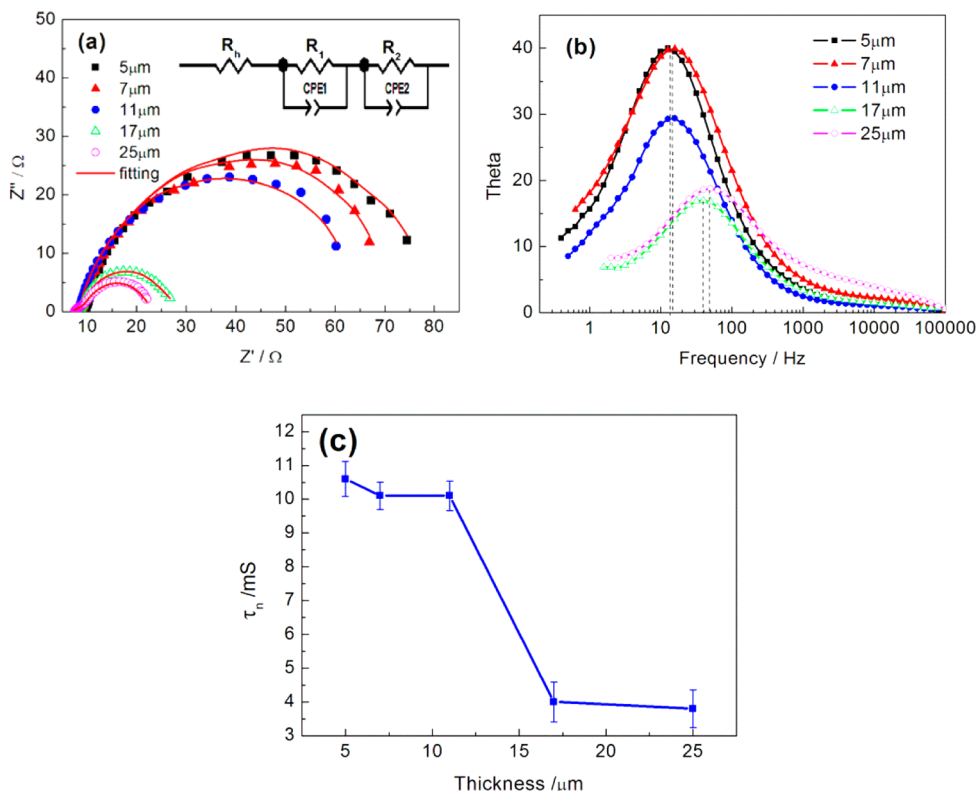 (a)
50
40
30
20
10
0
Z'' / Ω
5μm
7μm
11μm
17μm
25μm
fitting
Rh R1 R2
CPE1 CPE2
10 20 30 40 50 60 70 80
Z' / Ω
(b)
40
30
20
10
0
Theta
5μm
7μm
11μm
17μm
25μm
1 10 100 1000 10000 100000
Frequency / Hz
(c)
12
11
10
9
8
7
6
5
4
3
τn /mS
5 10 15 20 25
Thickness /μm